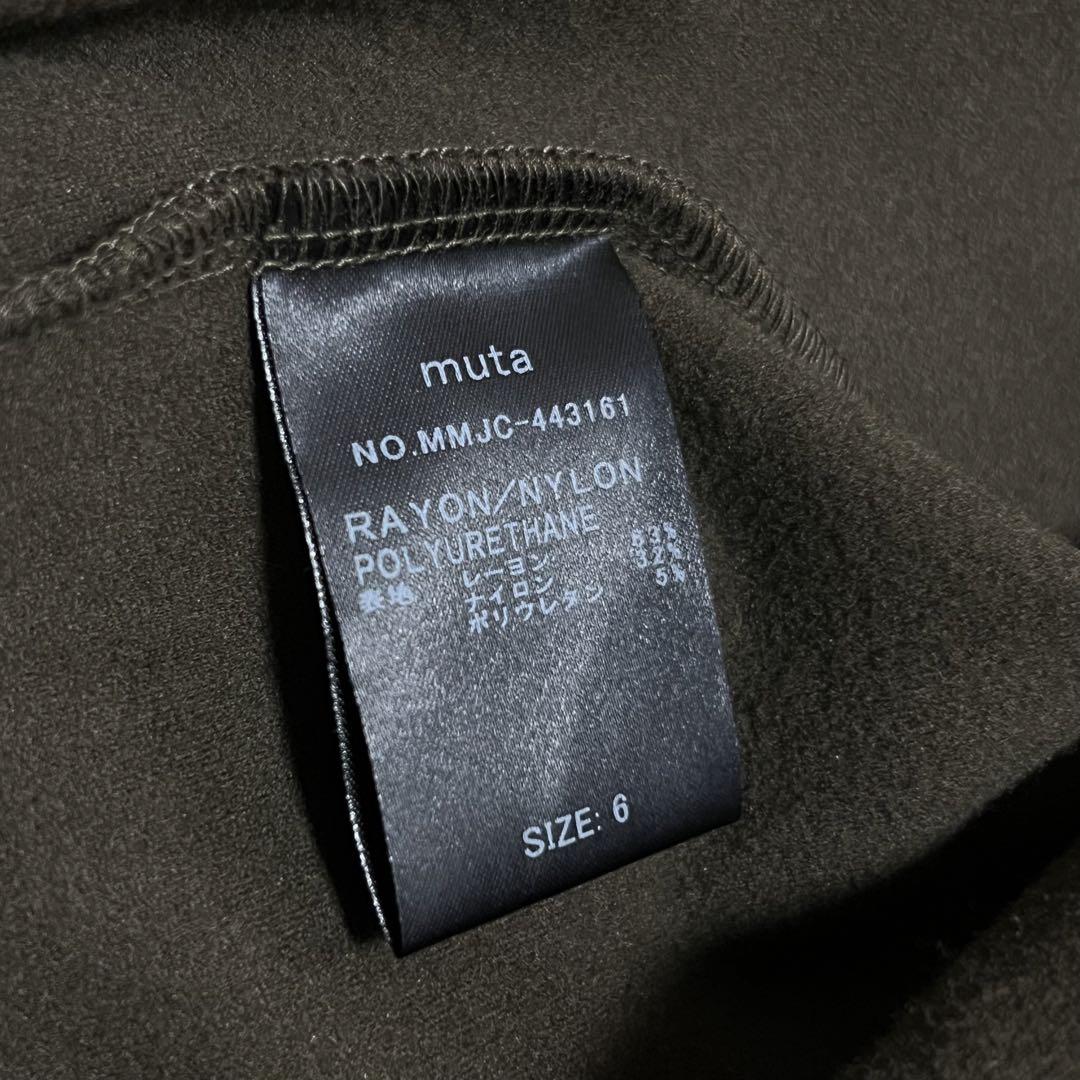 muta
NO.MMJC-443161
RAYON/NYLON
POLYURETHANE
表地 レーヨン 63%
ナイロン 32%
ポリウレタン 5%
SIZE: 6